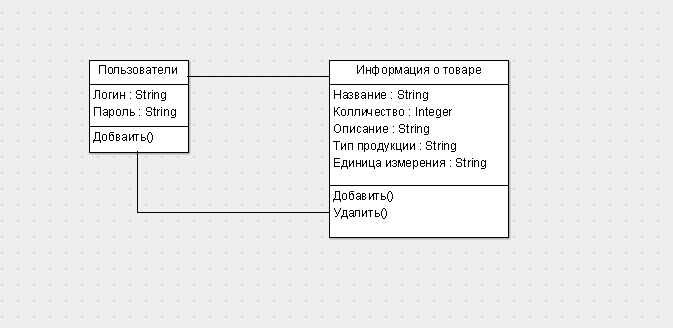 Пользователи
Логин : String
Пароль : String
Добваить()
Информация о товаре
Название : String
Колличество : Integer
Описание : String
Тип продукции : String
Единица измерения : String
Добавить()
Удалить()